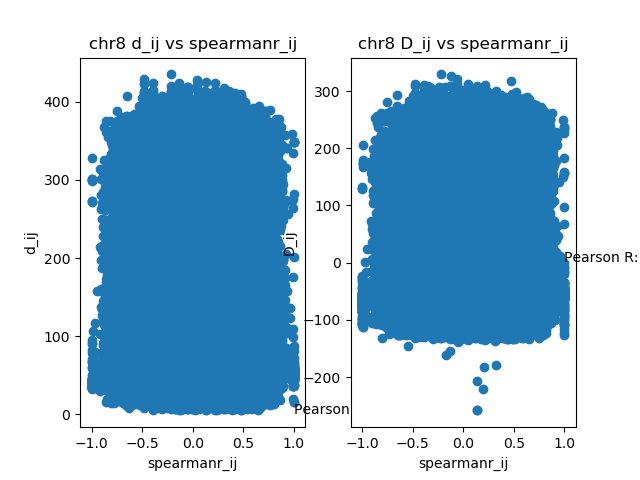 chr8 d_ij vs spearmanr_ij
d_ij
400
300
200
100
0
−1.0 −0.5 0.0 0.5 1.0
spearmanr_ij
Pearson
chr8 D_ij vs spearmanr_ij
D_ij
300
200
100
0
−100
−200
−1.0 −0.5 0.0 0.5 1.0
spearmanr_ij
Pearson R: